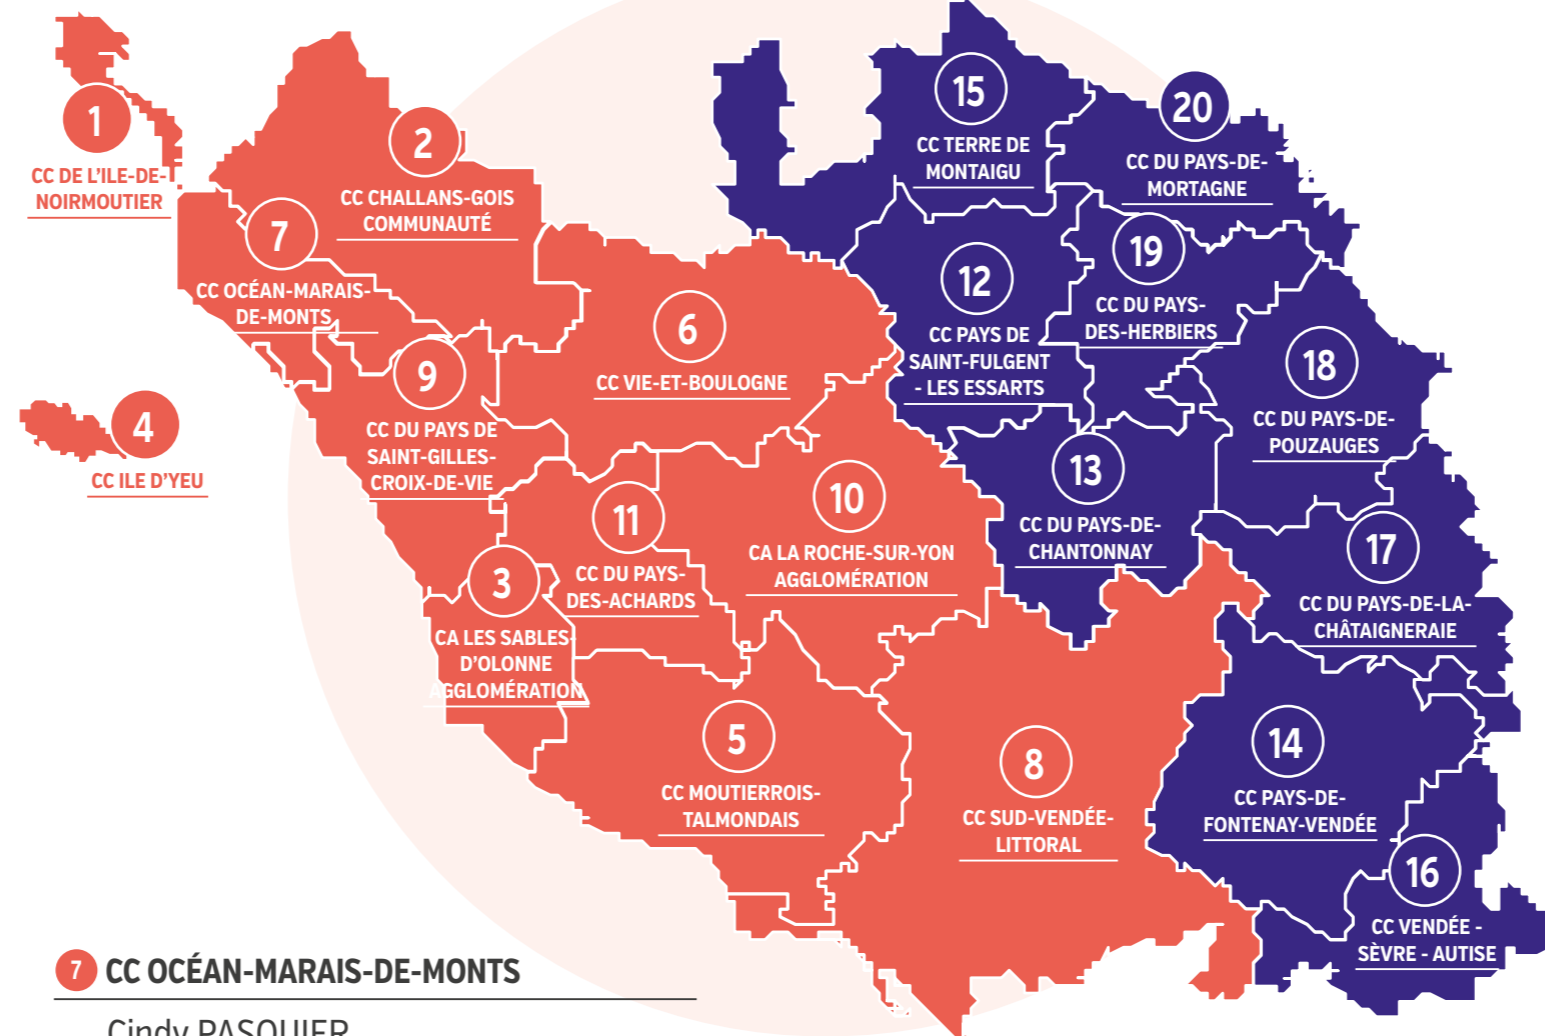 1
CC DE L'ILE-DE-
NOIRMOUTIER
2
CC CHALLANS-GOIS
COMMUNAUTÉ
15
CC TERRE DE
MONTAIGU
20
CC DU PAYS-DE-
MORTAGNE
7
CC OCÉAN-MARAIS-
DE-MONTS
6
CC VIE-ET-BOULOGNE
12
CC PAYS DE
SAINT-FULGENT
- LES ESSARTS
19
CC DU PAYS-
DES-HERBIERS
18
CC DU PAYS-DE-
POUZAUGES
4
CC ILE D'YEU
9
CC DU PAYS DE
SAINT-GILLES-
CROIX-DE-VIE
11
CC DU PAYS-
DES-ACHARDS
10
CA LA ROCHE-SUR-YON
AGGLOMÉRATION
13
CC DU PAYS-DE-
CHANTONNAY
17
CC DU PAYS-DE-LA-
CHÂTAIGNERAIE
3
CA LES SABLES-
D'OLONNE
AGGLOMÉRATION
5
CC MOUTIERROIS-
TALMONDAIS
8
CC SUD-VENDÉE-
LITTORAL
14
CC PAYS-DE-
FONTENAY-VENDÉE
16
CC VENDÉE -
SÈVRE - AUTISE
7 CC OCÉAN-MARAIS-DE-MONTS
Cindy PASQUIER